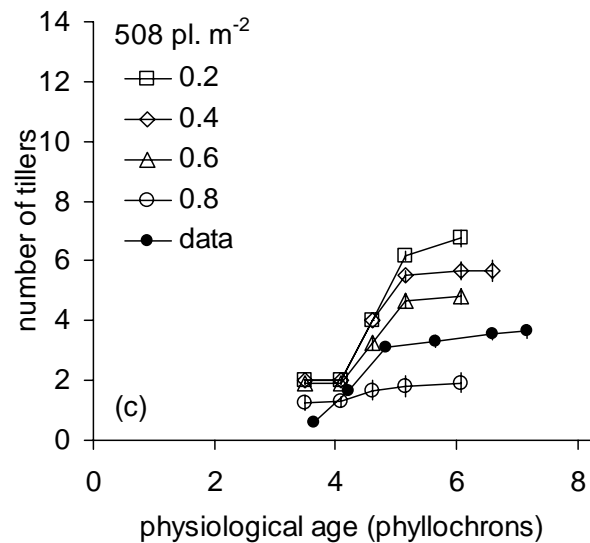 14
12
10
8
6
4
2
0
number of tillers
508 pl. m-2
0.2
0.4
0.6
0.8
data
(c)
0 2 4 6 8
physiological age (phyllochrons)